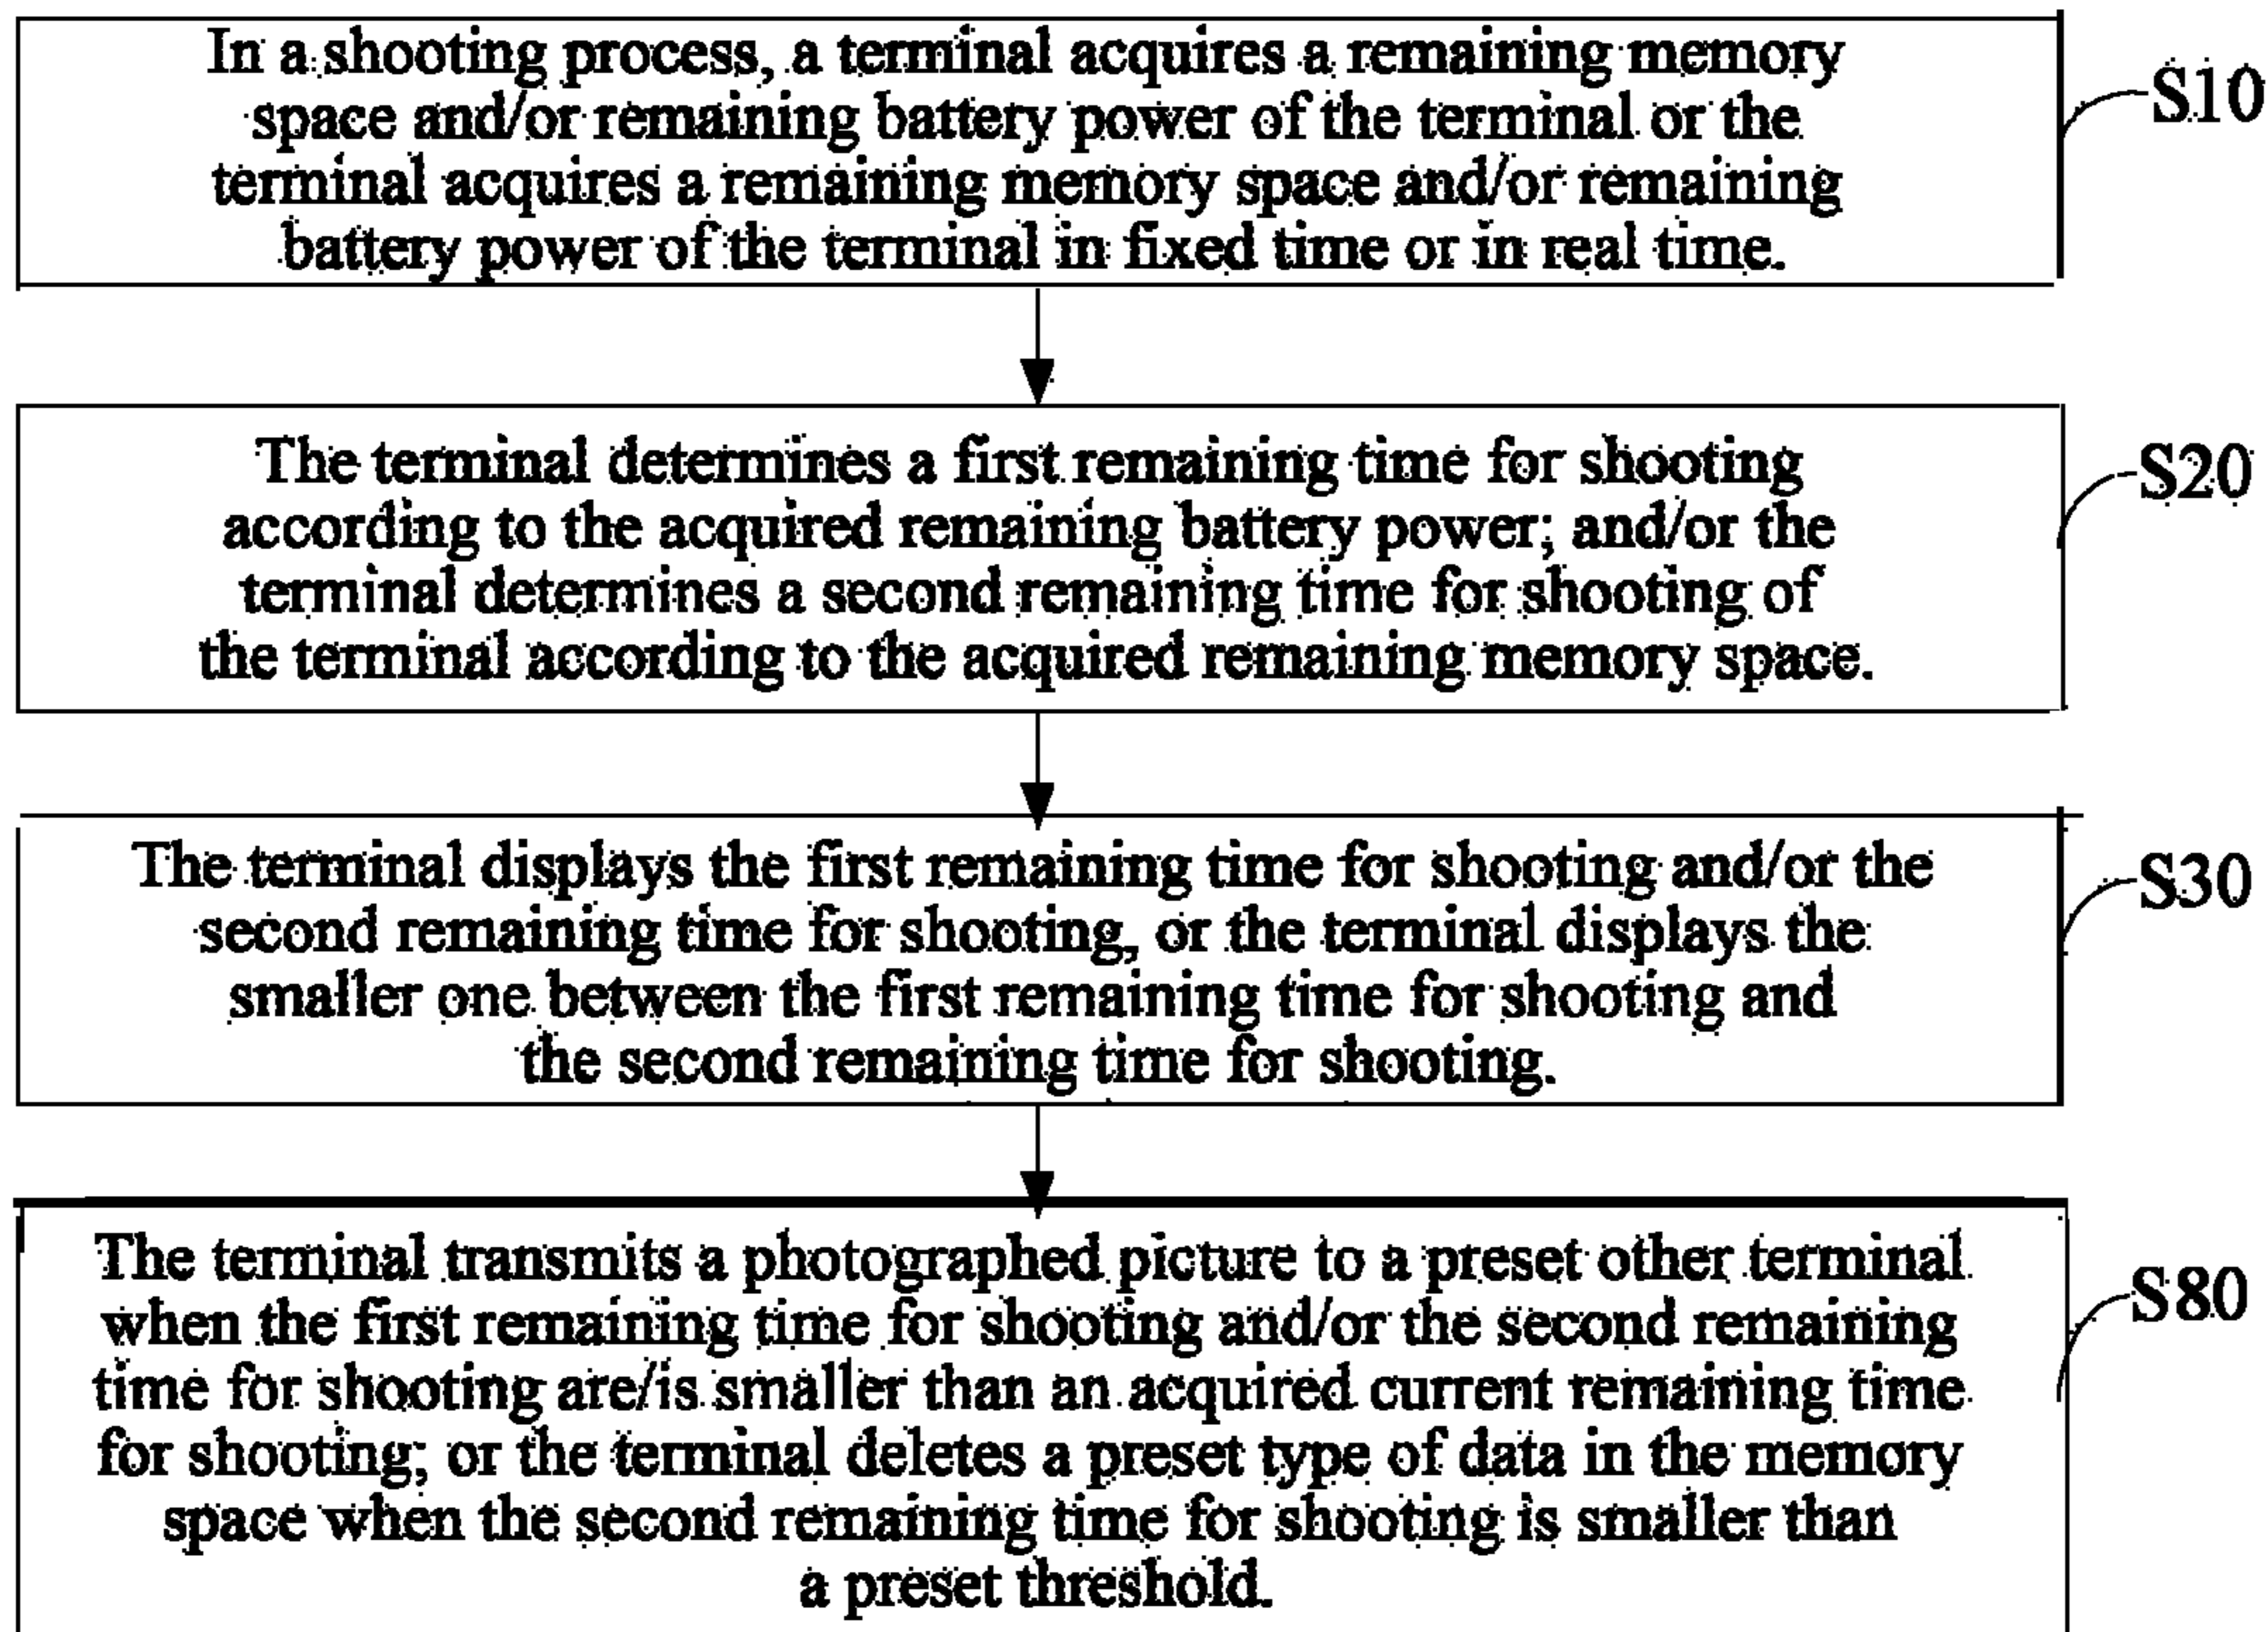 In a shooting process, a terminal acquires a remaining memory
space and/or remaining battery power of the terminal or the
terminal acquires a remaining memory space and/or remaining
battery power of the terminal in fixed time or in real time.
S10
The terminal determines a first remaining time for shooting
according to the acquired remaining battery power; and/or the
terminal determines a second remaining time for shooting of
the terminal according to the acquired remaining memory space.
S20
The terminal displays the first remaining time for shooting and/or the
second remaining time for shooting, or the terminal displays the
smaller one between the first remaining time for shooting and
the second remaining time for shooting.
S30
The terminal transmits a photographed picture to a preset other terminal
when the first remaining time for shooting and/or the second remaining
time for shooting are/is smaller than an acquired current remaining time
for shooting; or the terminal deletes a preset type of data in the memory
space when the second remaining time for shooting is smaller than
a preset threshold.
S80